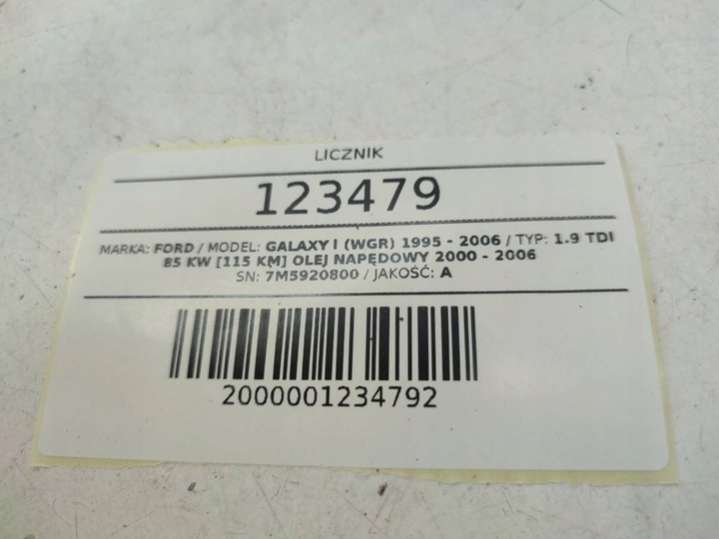 LICZNIK
123479
MARKA: FORD / MODEL: GALAXY I (WGR) 1995 - 2006 / TYP: 1.9 TDI
85 KW [115 KM] OLEJ NAPĘDOWY 2000 - 2006
SN: 7M5920800 / JAKOŚĆ: A
2000001234792